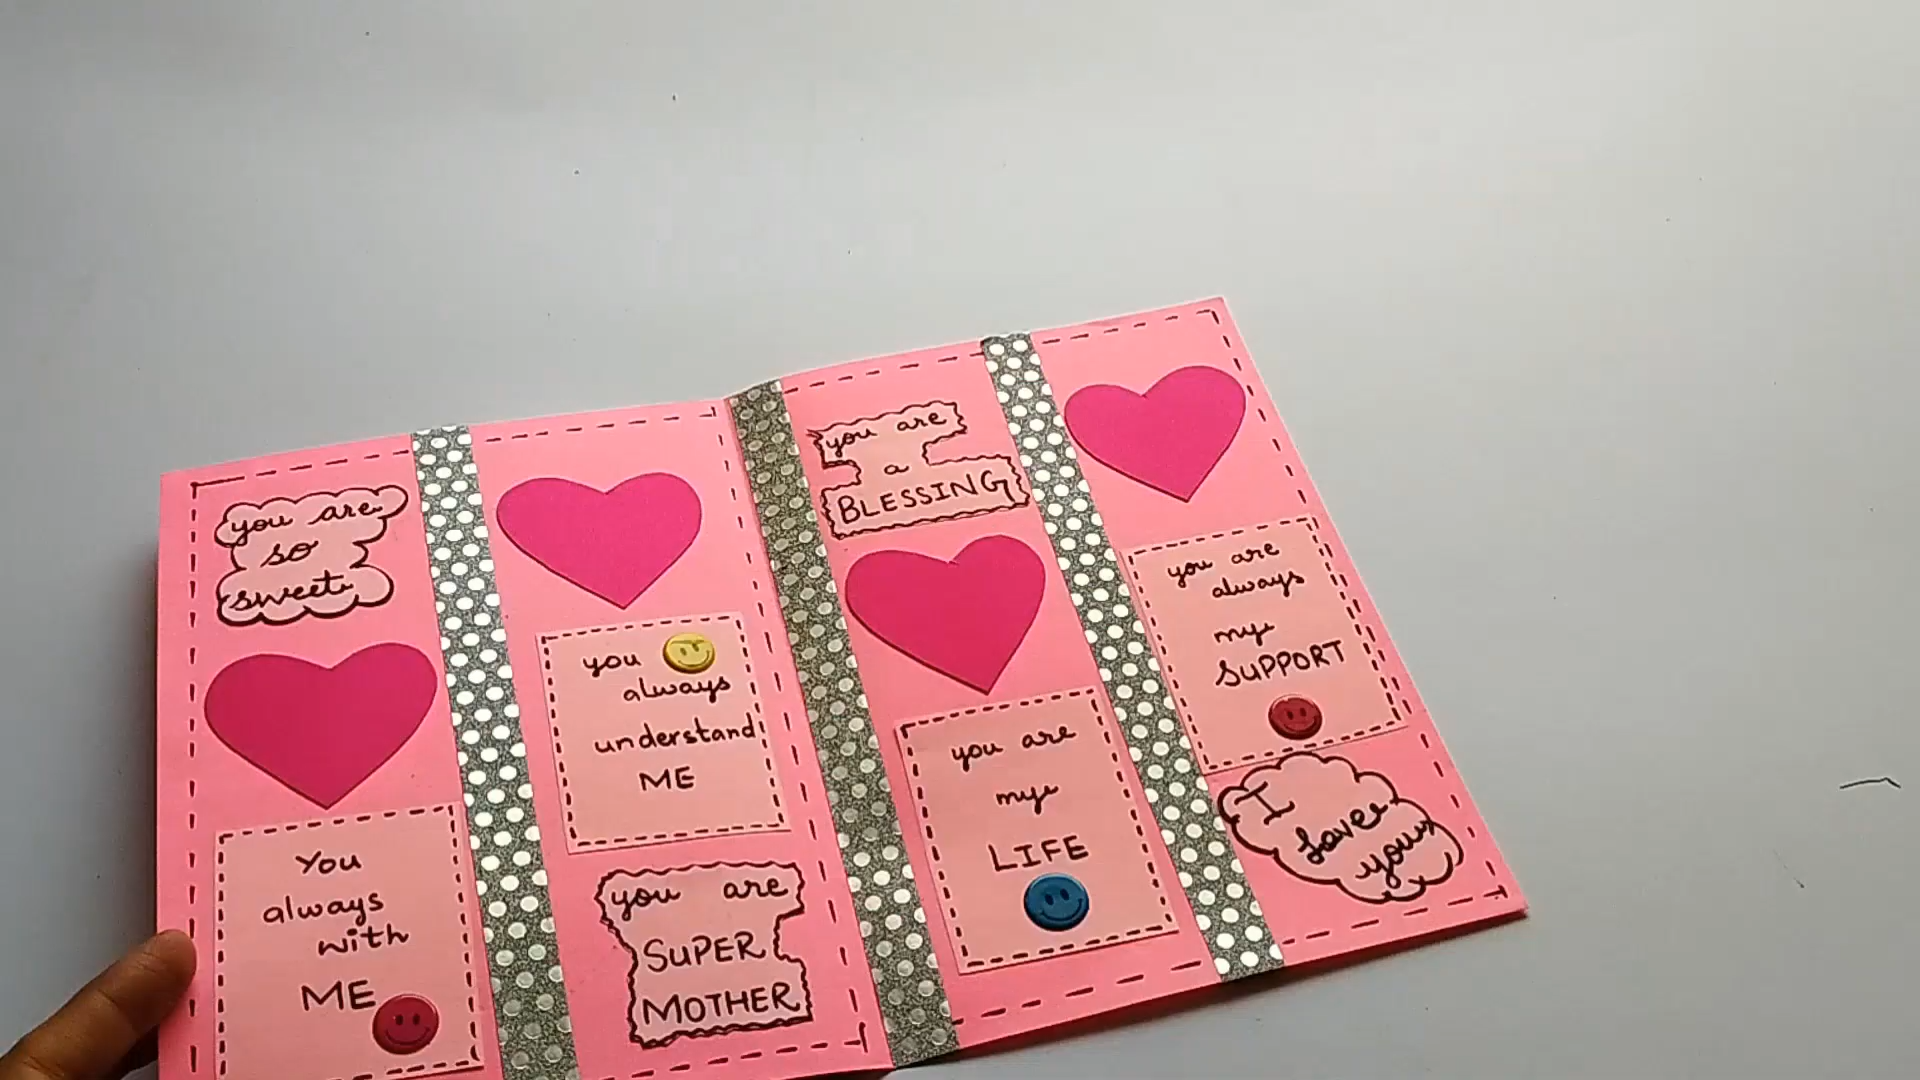 you are
so
sweet
You
always
with
ME
you
always
understand
ME
you are
SUPER
MOTHER
you are
a
BLESSING
you are
my
LIFE
you are
always
my
SUPPORT
I
Love
you